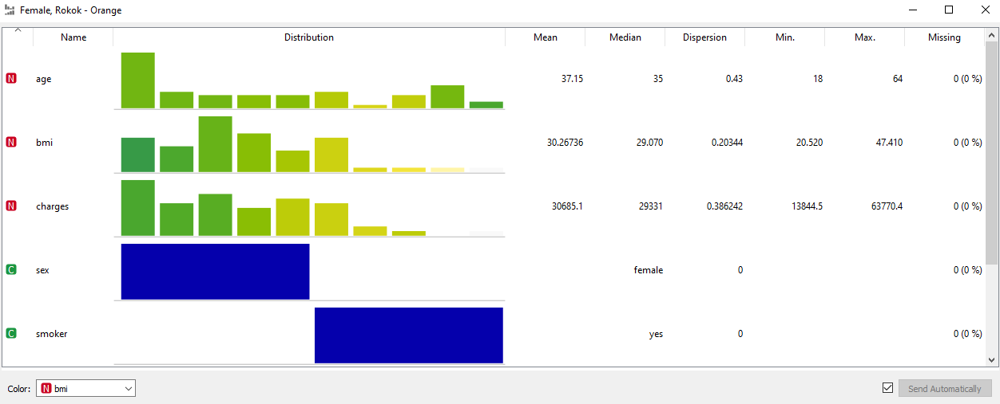 Female, Rokok - Orange
Name Distribution Mean Median Dispersion Min. Max. Missing
N age 37.15 35 0.43 18 64 0 (0 %)
N bmi 30.26736 29.070 0.20344 20.520 47.410 0 (0 %)
N charges 30685.1 29331 0.386242 13844.5 63770.4 0 (0 %)
C sex female 0 0 (0 %)
C smoker yes 0 0 (0 %)
Color: N bmi Send Automatically